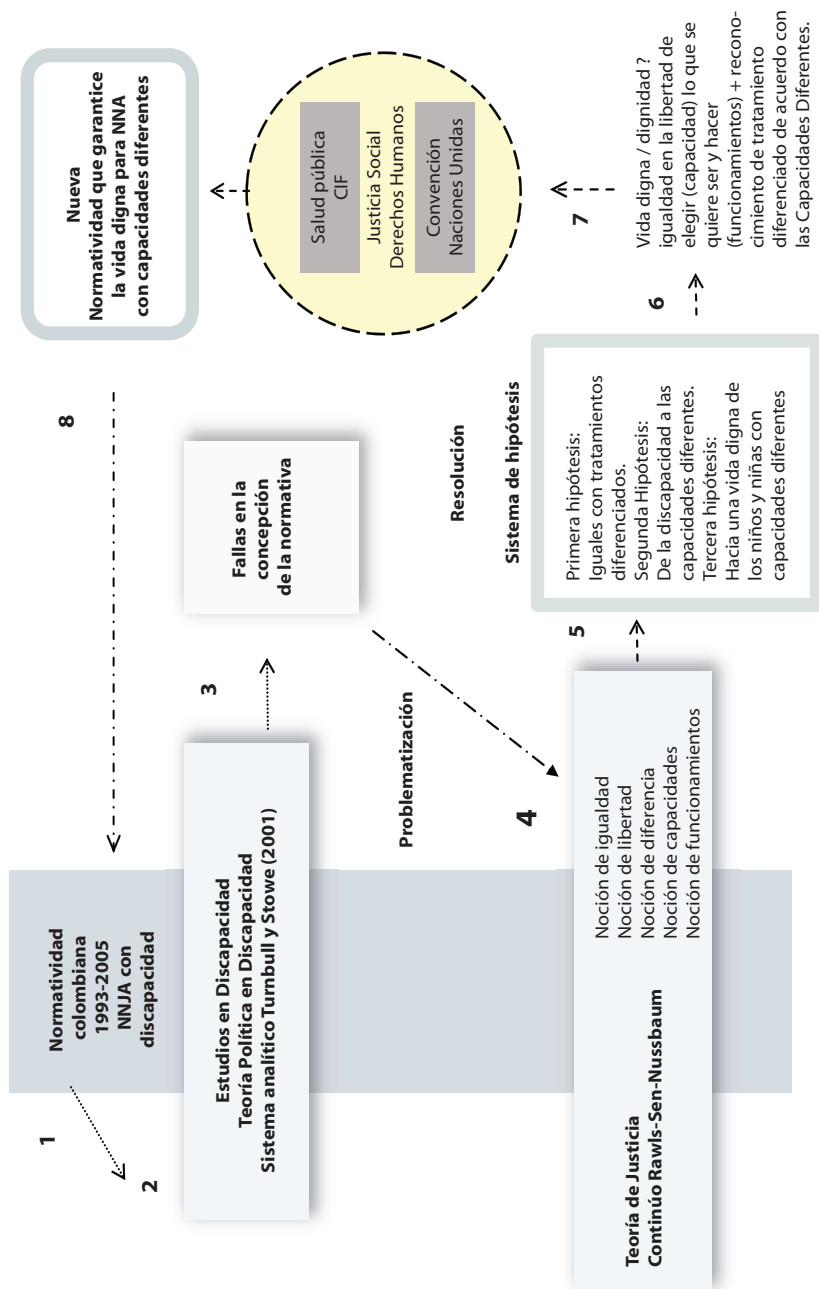 1
Normatividad
colombiana
1993-2005
NNJA con
discapacidad
8
Nueva
Normatividad que garantice
la vida digna para NNA
con capacidades diferentes
2
Estudios en Discapacidad
Teoría Política en Discapacidad
Sistema analítico Turnbull y Stowe (2001)
3
Fallas en la
concepción
de la normativa
Salud pública
CIF
Justicia Social
Derechos Humanos
Convención
Naciones Unidas
Problematización
Resolución
4
Sistema de hipótesis
7
Teoría de Justicia
Continúo Rawls-Sen-Nussbaum
Noción de igualdad
Noción de libertad
Noción de diferencia
Noción de capacidades
Noción de funcionamientos
5
Primera hipótesis:
Iguales con tratamientos
diferenciados.
Segunda Hipótesis:
De la discapacidad a las
capacidades diferentes.
Tercera hipótesis:
Hacia una vida digna de
los niños y niñas con
capacidades diferentes
6
Vida digna / dignidad ?
igualdad en la libertad de
elegir (capacidad) lo que se
quiere ser y hacer
(funcionamientos) + recono-
cimiento de tratamiento
diferenciado de acuerdo con
las Capacidades Diferentes.